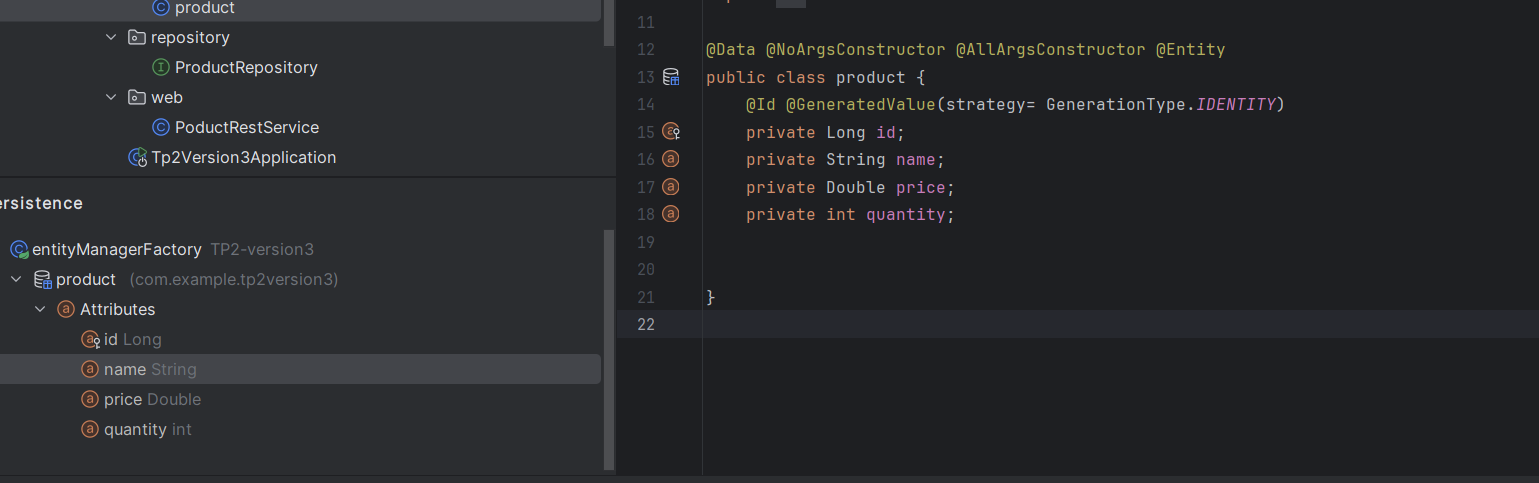 product
repository
ProductRepository
web
PoductRestService
Tp2Version3Application
ersistence
entityManagerFactory TP2-version3
product (com.example.tp2version3)
Attributes
id Long
name String
price Double
quantity int
11
12 @Data @NoArgsConstructor @AllArgsConstructor @Entity
13 public class product {
14 @Id @GeneratedValue(strategy= GenerationType.IDENTITY)
15 private Long id;
16 private String name;
17 private Double price;
18 private int quantity;
19
20
21 }
22